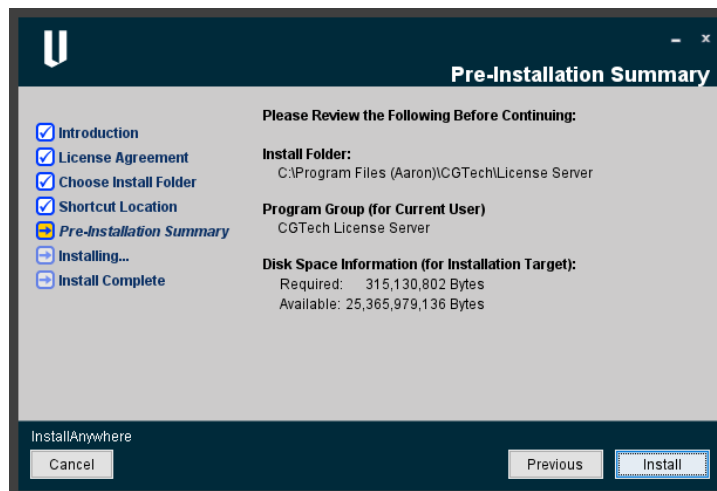 Pre-Installation Summary
Introduction
License Agreement
Choose Install Folder
Shortcut Location
Pre-Installation Summary
Installing...
Install Complete
Please Review the Following Before Continuing:
Install Folder:
C:\Program Files (Aaron)\CGTech\License Server
Program Group (for Current User)
CGTech License Server
Disk Space Information (for Installation Target):
Required: 315,130,802 Bytes
Available: 25,365,979,136 Bytes
InstallAnywhere
Cancel
Previous
Install